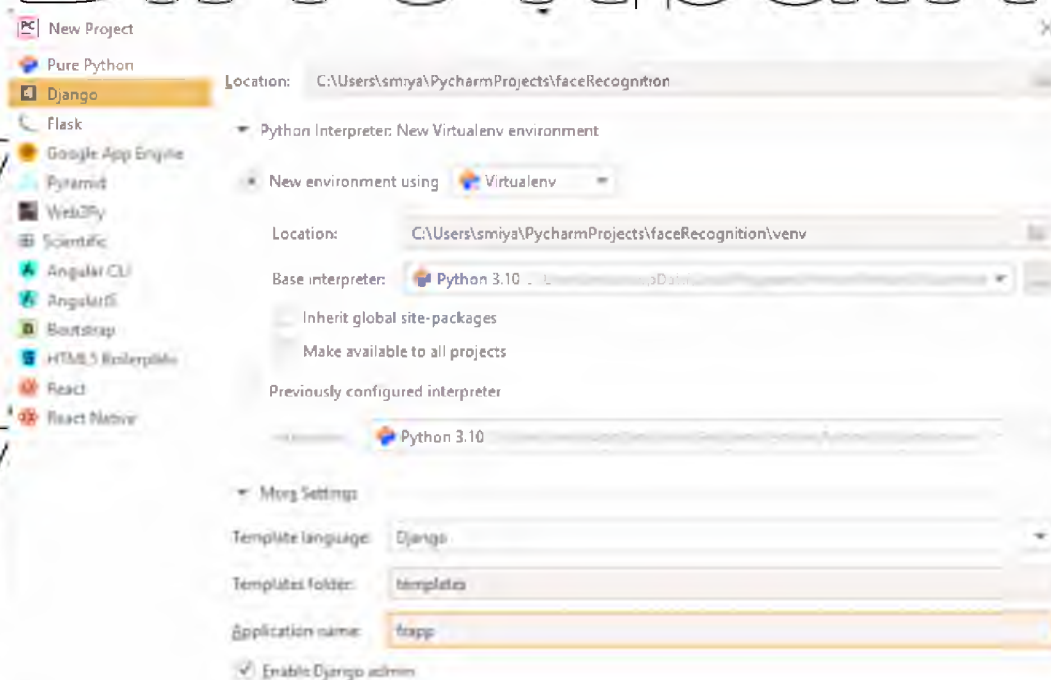 New Project
Pure Python
Django
Flask
Google App Engine
Pyramid
Web2Py
Scientific
Angular CLI
AngularJS
Bootstrap
HTML5 Boilerplate
React
React Native
Location: C:\Users\smiya\PycharmProjects\faceRecognition
Python Interpreter: New Virtualenv environment
New environment using Virtualenv
Location: C:\Users\smiya\PycharmProjects\faceRecognition\venv
Base interpreter: Python 3.10
Inherit global site-packages
Make available to all projects
Previously configured interpreter
Python 3.10
More Settings
Template language: Django
Templates folder: templates
Application name: frapp
Enable Django admin